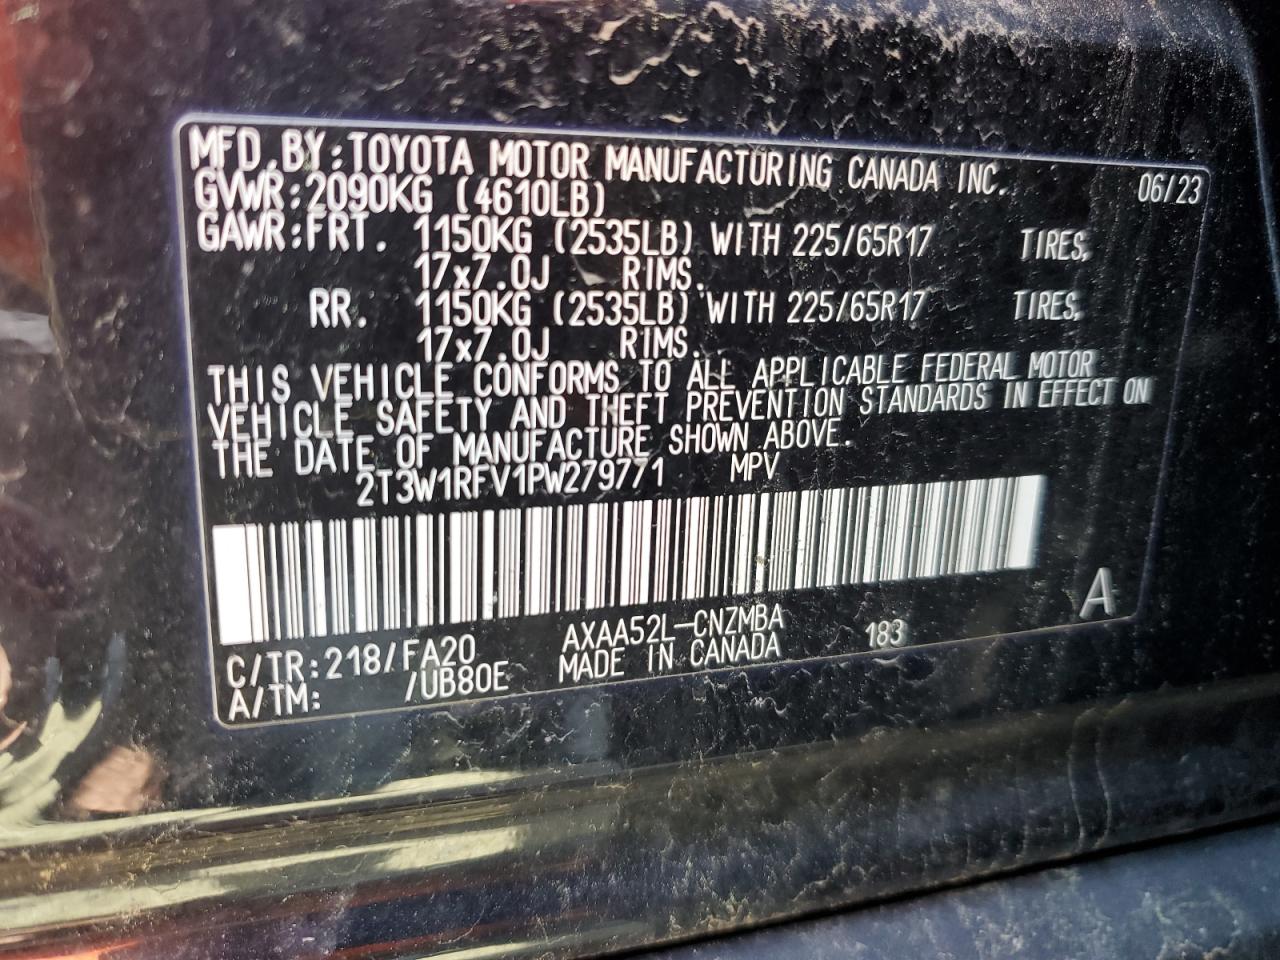 MFD.BY:TOYOTA MOTOR MANUFACTURING CANADA INC. 06/23
GVWR:2090KG (4610LB)
GAWR:FRT. 1150KG (2535LB) WITH 225/65R17 TIRES,
17x7.0J RIMS.
RR. 1150KG (2535LB) WITH 225/65R17 TIRES,
17x7.0J RIMS.
THIS VEHICLE CONFORMS TO ALL APPLICABLE FEDERAL MOTOR
VEHICLE SAFETY AND THEFT PREVENTION STANDARDS IN EFFECT ON
THE DATE OF MANUFACTURE SHOWN ABOVE.
2T3W1RFV1PW279771 MPV
A
C/TR:218/FA20 AXAA52L-CNZMBA 183
A/TM: /UB80E MADE IN CANADA